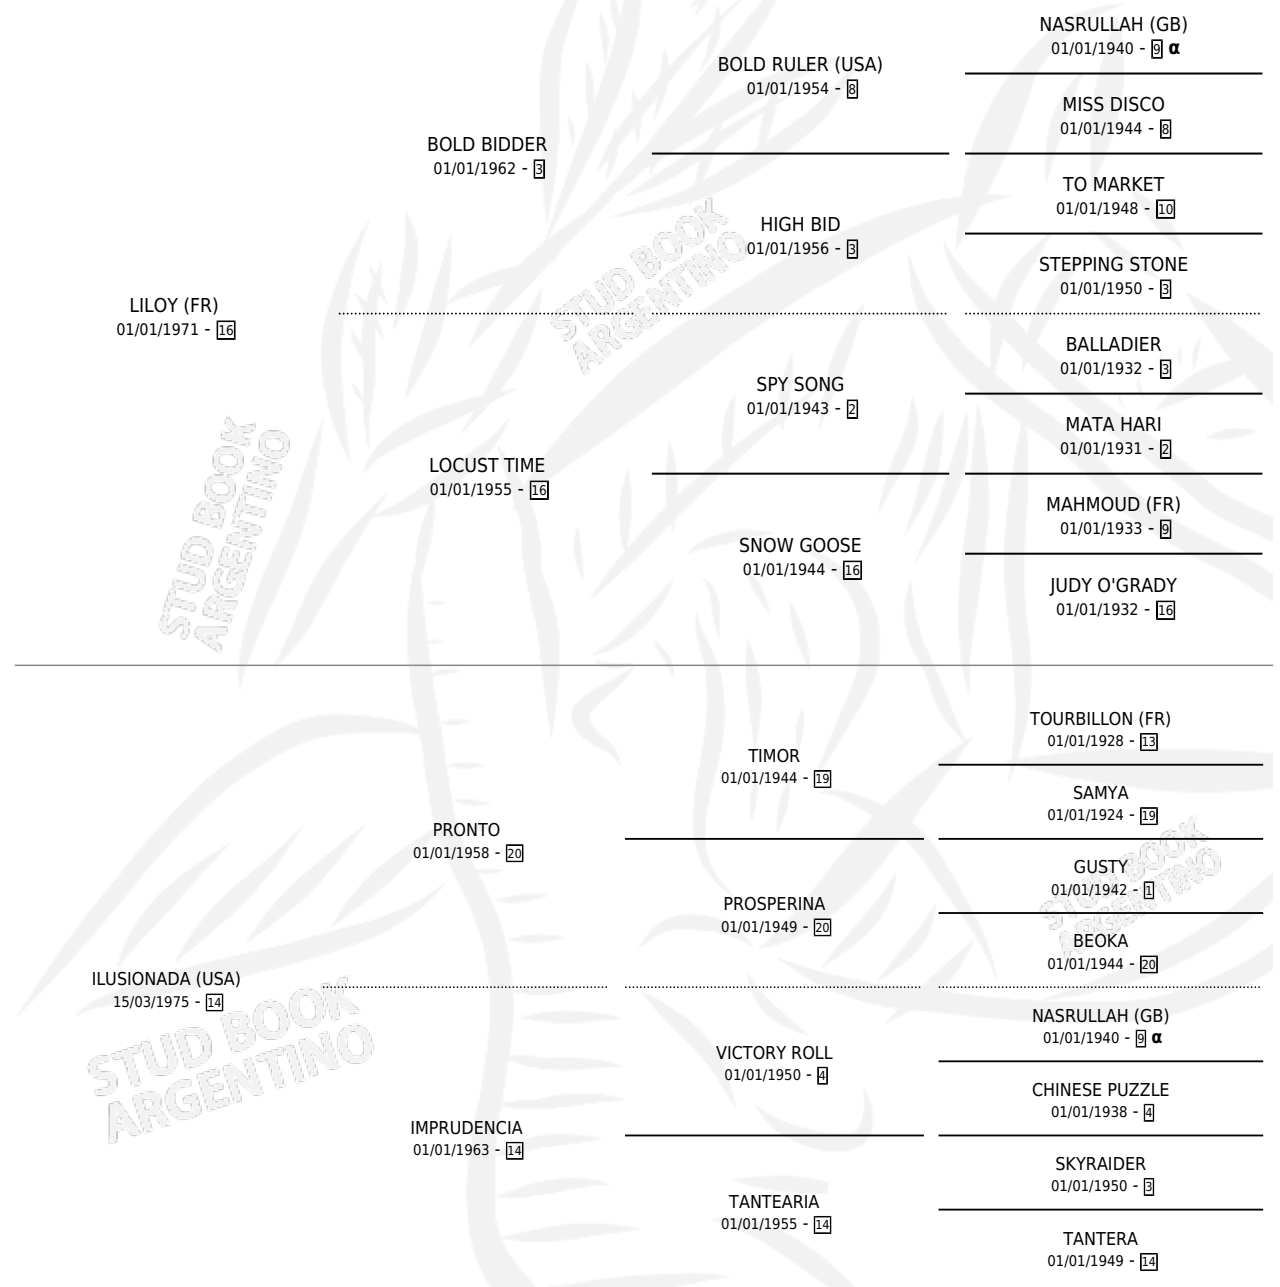 NASRULLAH (GB)
01/01/1940 - 9 α
BOLD RULER (USA)
01/01/1954 - 8
MISS DISCO
01/01/1944 - 8
BOLD BIDDER
01/01/1962 - 3
TO MARKET
01/01/1948 - 10
HIGH BID
01/01/1956 - 3
STEPPING STONE
01/01/1950 - 3
LILOY (FR)
01/01/1971 - 16
BALLADIER
01/01/1932 - 3
SPY SONG
01/01/1943 - 2
MATA HARI
01/01/1931 - 2
LOCUST TIME
01/01/1955 - 16
MAHMOUD (FR)
01/01/1933 - 9
SNOW GOOSE
01/01/1944 - 16
JUDY O'GRADY
01/01/1932 - 16
TOURBILLON (FR)
01/01/1928 - 13
TIMOR
01/01/1944 - 19
SAMYA
01/01/1924 - 19
PRONTO
01/01/1958 - 20
GUSTY
01/01/1942 - 1
PROSPERINA
01/01/1949 - 20
BEOKA
01/01/1944 - 20
ILUSIONADA (USA)
15/03/1975 - 14
NASRULLAH (GB)
01/01/1940 - 9 α
VICTORY ROLL
01/01/1950 - 4
CHINESE PUZZLE
01/01/1938 - 4
IMPRUDENCIA
01/01/1963 - 14
SKYRAIDER
01/01/1950 - 3
TANTEARIA
01/01/1955 - 14
TANTERA
01/01/1949 - 14
STUD BOOK
ARGENTINO
STUD BOOK
ARGENTINO
STUD BOOK
ARGENTINO
STUD BOOK
ARGENTINO